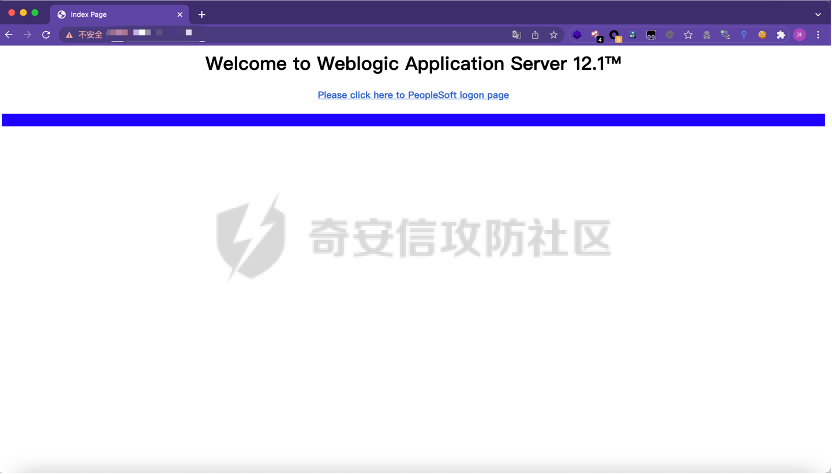 Index Page
不安全
Welcome to Weblogic Application Server 12.1™
Please click here to PeopleSoft logon page
奇安信攻防社区